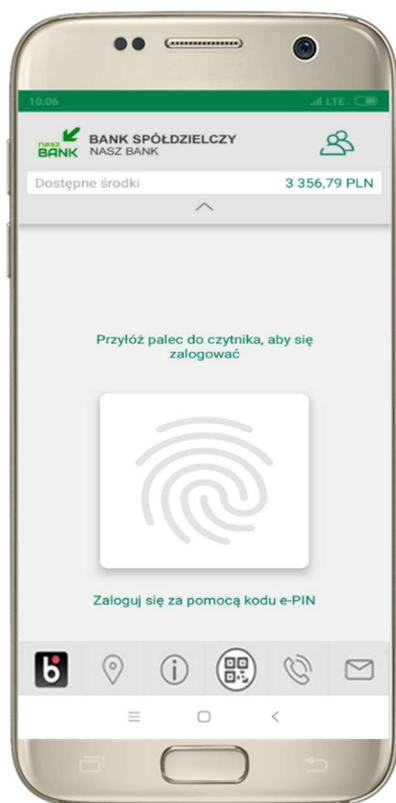 10:06
LTE
nasz
BANK
BANK SPÓŁDZIELCZY
NASZ BANK
Dostępne środki 3 356,79 PLN
Przyłóż palec do czytnika, aby się
zalogować
Zaloguj się za pomocą kodu e-PIN
b
i